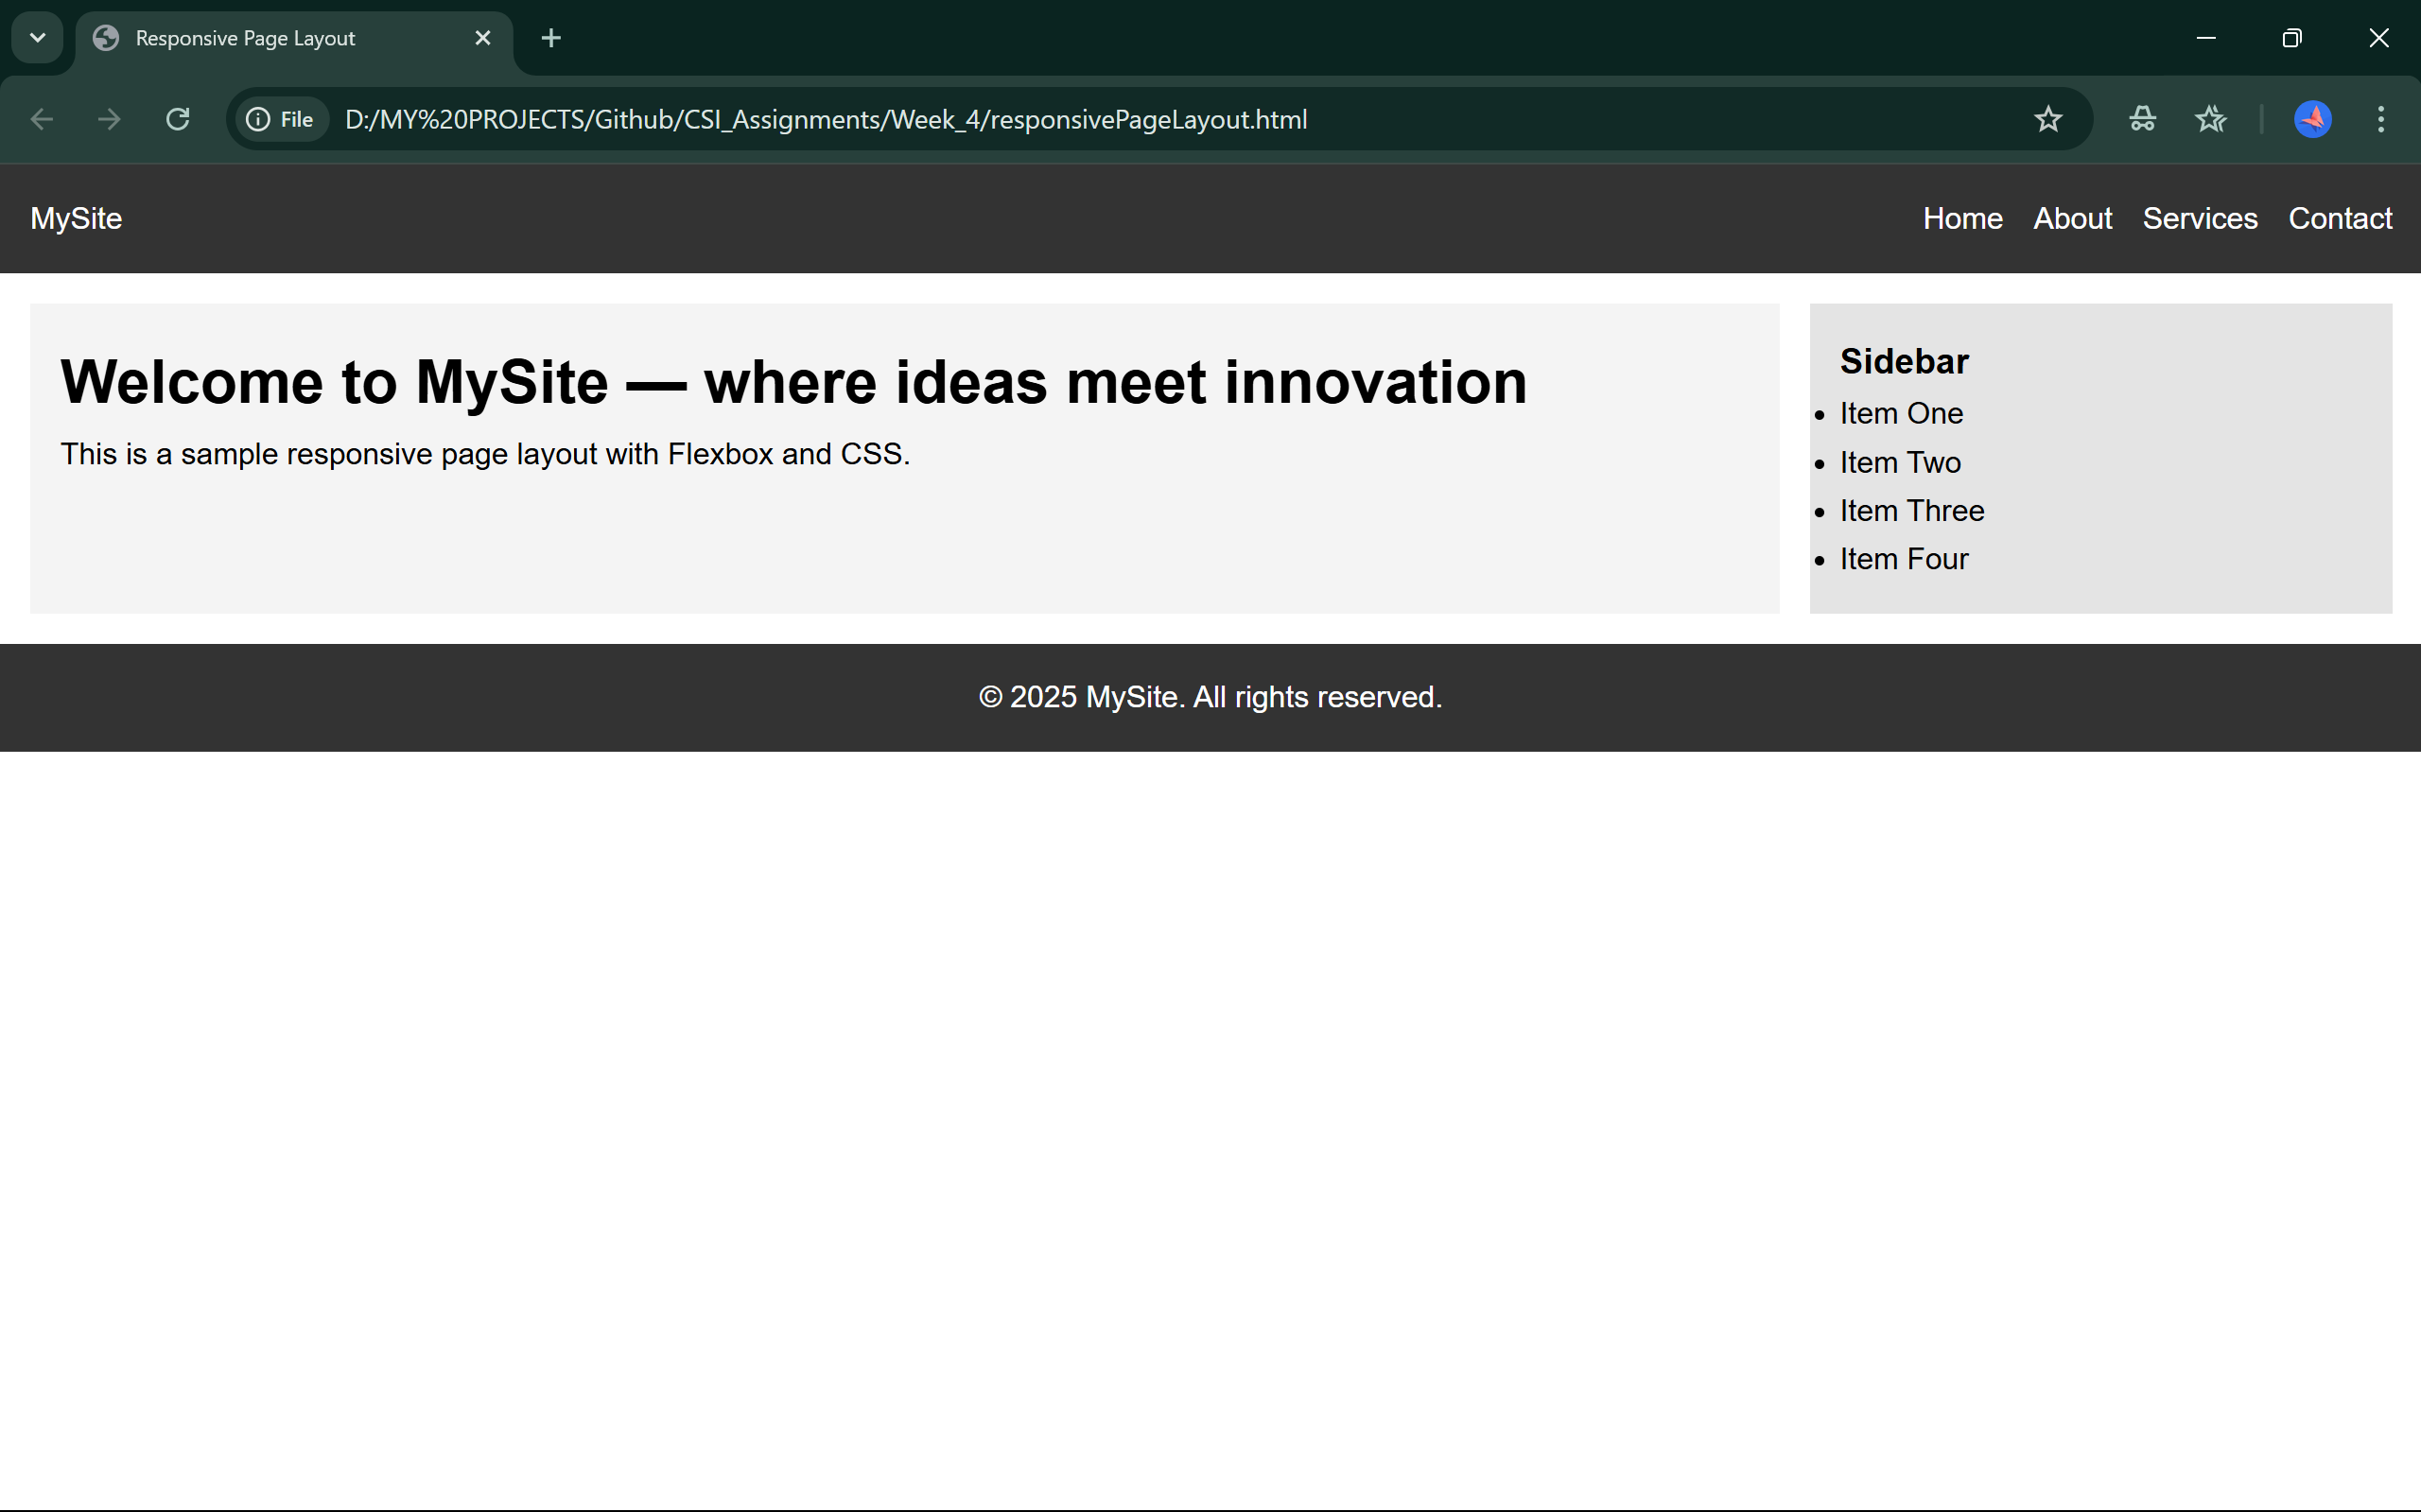 Responsive Page Layout
File D:/MY%20PROJECTS/Github/CSI_Assignments/Week_4/responsivePageLayout.html
MySite Home About Services Contact
Welcome to MySite — where ideas meet innovation
This is a sample responsive page layout with Flexbox and CSS.
Sidebar
• Item One
• Item Two
• Item Three
• Item Four
© 2025 MySite. All rights reserved.